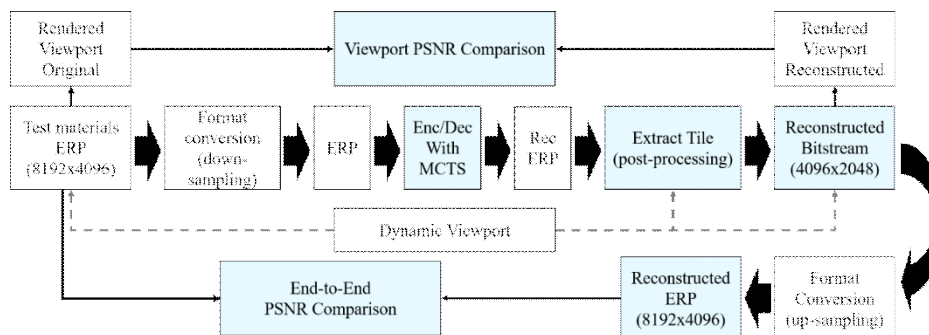 Rendered
Viewport
Original
Viewport PSNR Comparison
Rendered
Viewport
Reconstructed
Test materials
ERP
(8192x4096)
Format
conversion
(down-
sampling)
ERP
Enc/Dec
With
MCTS
Rec
ERP
Extract Tile
(post-processing)
Reconstructed
Bitstream
(4096x2048)
Dynamic Viewport
End-to-End
PSNR Comparison
Reconstructed
ERP
(8192x4096)
Format
Conversion
(up-sampling)